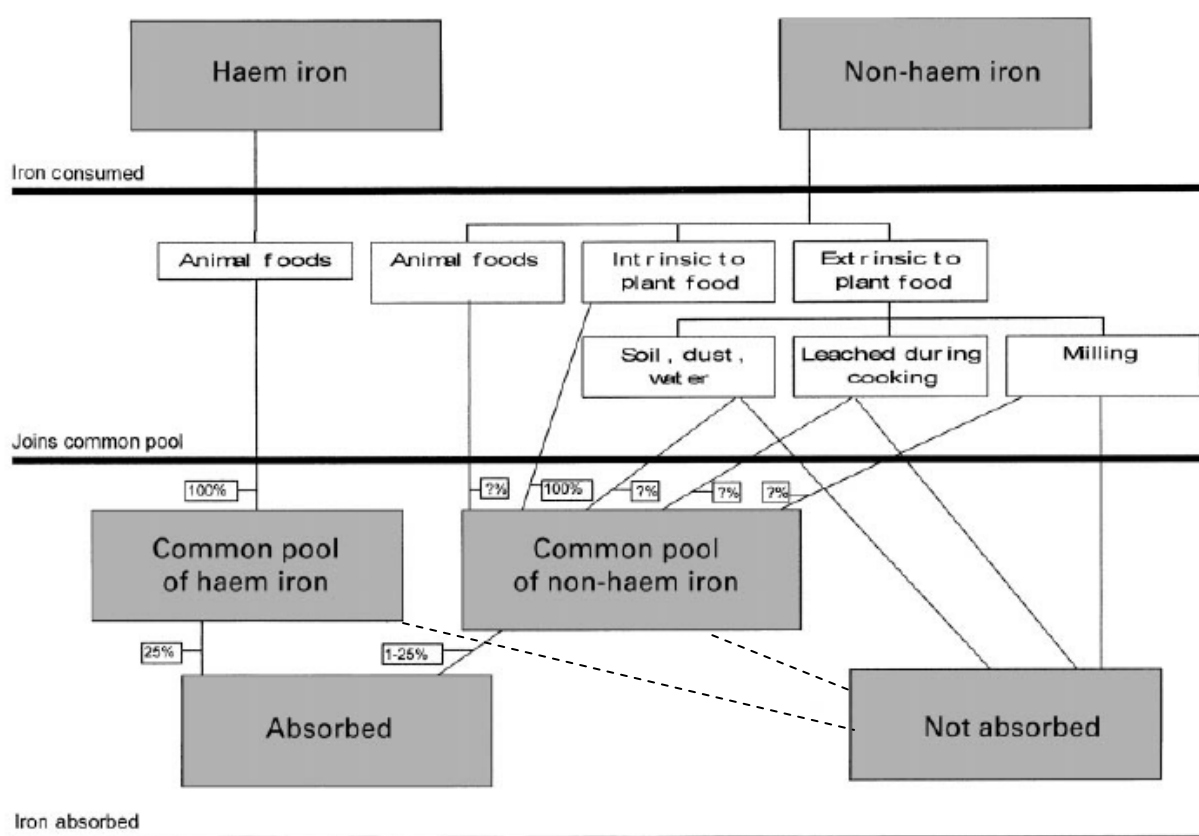 Haem iron
Non-haem iron
Iron consumed
Animal foods
Animal foods
Intrinsic to
plant food
Extrinsic to
plant food
Soil, dust,
water
Leached during
cooking
Milling
Joins common pool
100%
?%
100%
?%
?%
?%
Common pool
of haem iron
Common pool
of non-haem iron
25%
1-25%
Absorbed
Not absorbed
Iron absorbed